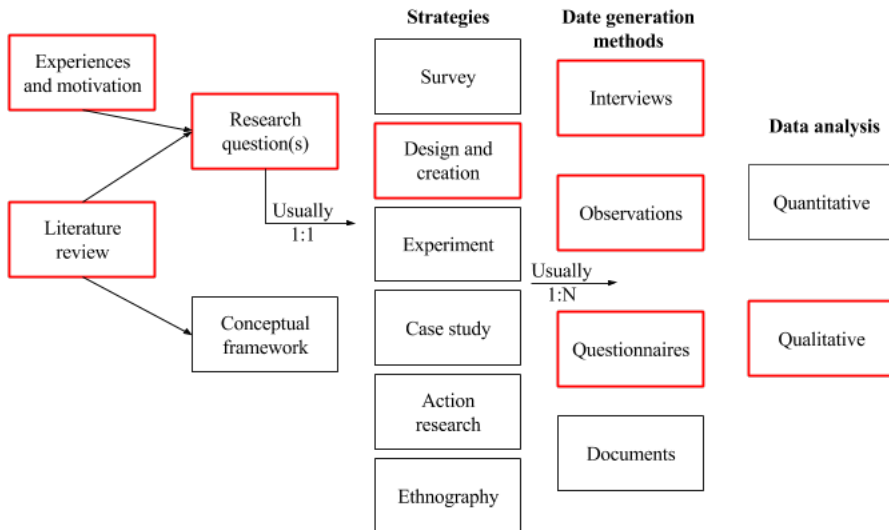 Experiences
and motivation
Literature
review
Research
question(s)
Usually
1:1
Conceptual
framework
Strategies
Survey
Design and
creation
Experiment
Case study
Action
research
Ethnography
Usually
1:N
Date generation
methods
Interviews
Observations
Questionnaires
Documents
Data analysis
Quantitative
Qualitative